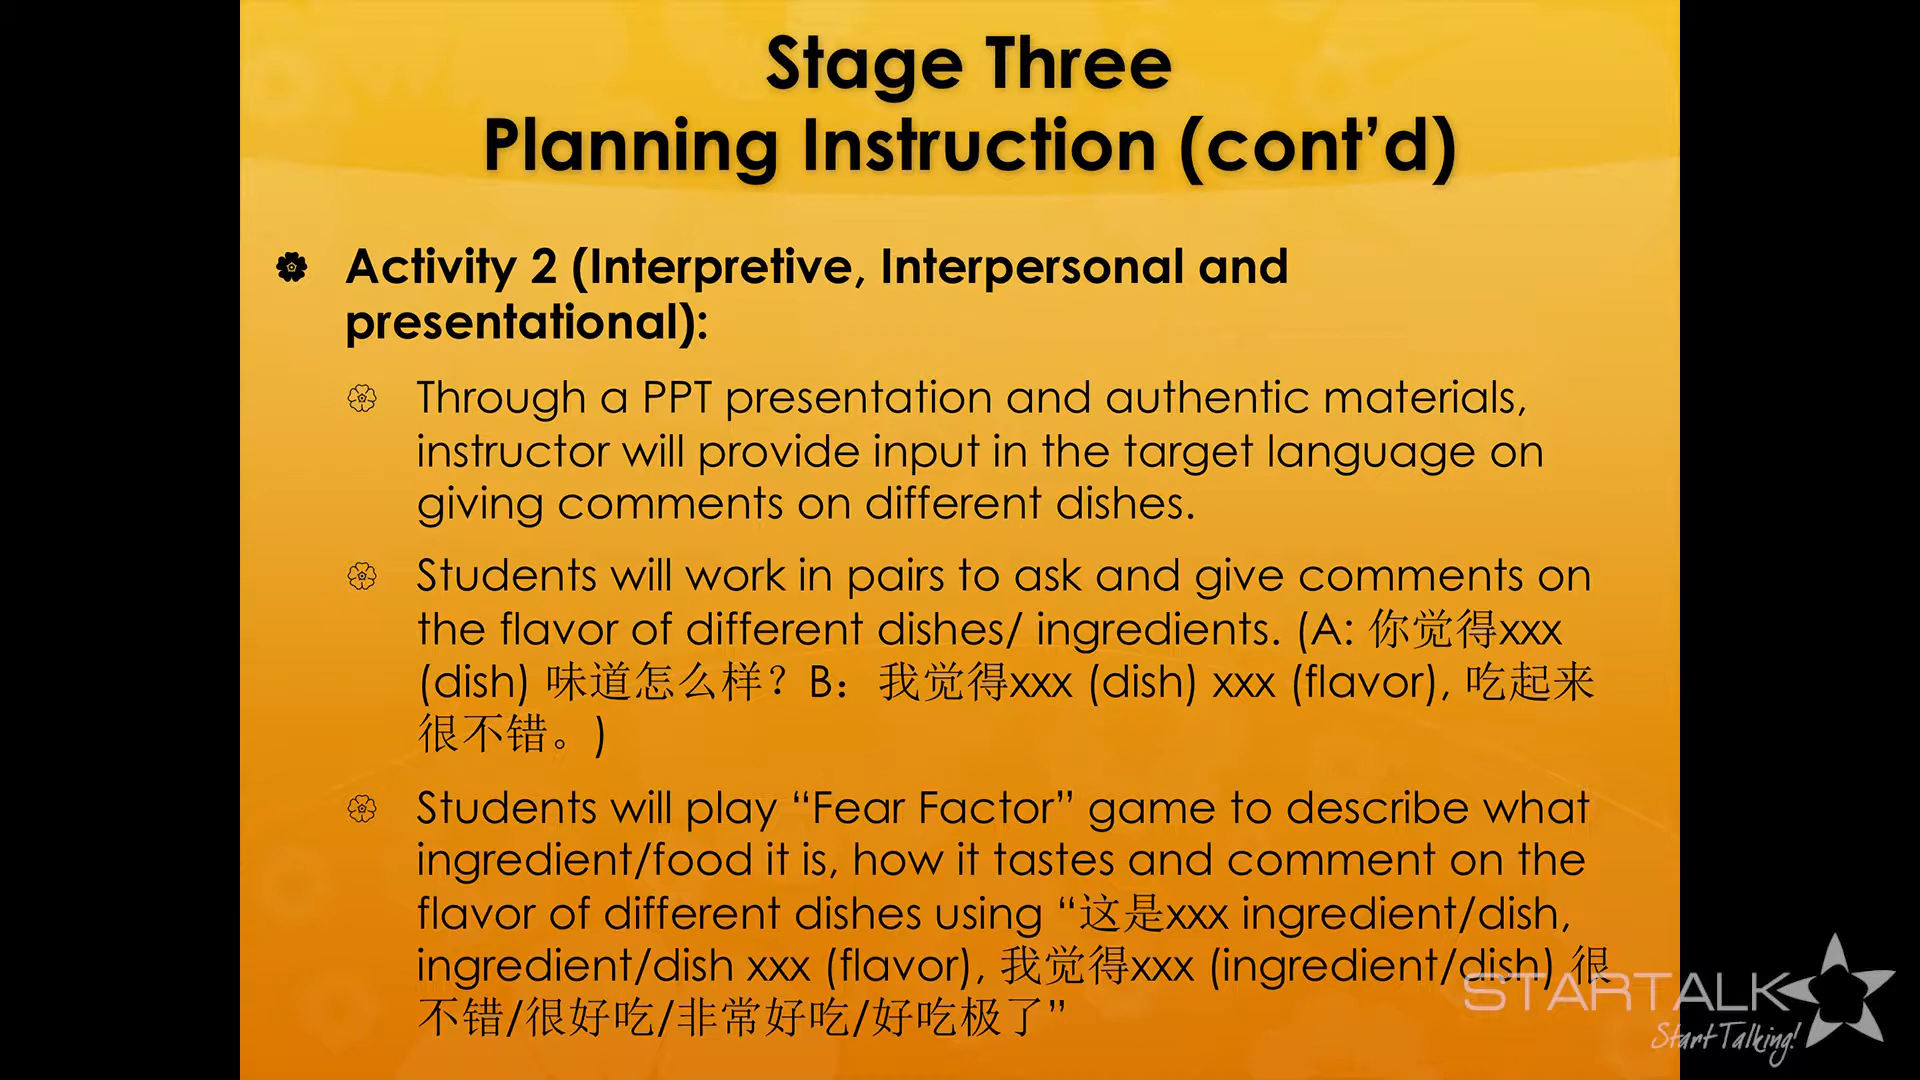 Stage Three
Planning Instruction (cont’d)
Activity 2 (Interpretive, Interpersonal and
presentational):
Through a PPT presentation and authentic materials,
instructor will provide input in the target language on
giving comments on different dishes.
Students will work in pairs to ask and give comments on
the flavor of different dishes/ ingredients. (A: 你觉得xxx
(dish) 味道怎么样？B：我觉得xxx (dish) xxx (flavor), 吃起来
很不错。)
Students will play “Fear Factor” game to describe what
ingredient/food it is, how it tastes and comment on the
flavor of different dishes using “这是xxx ingredient/dish,
ingredient/dish xxx (flavor), 我觉得xxx (ingredient/dish) 很
不错/很好吃/非常好吃/好吃极了”
STARTALK
Start Talking!